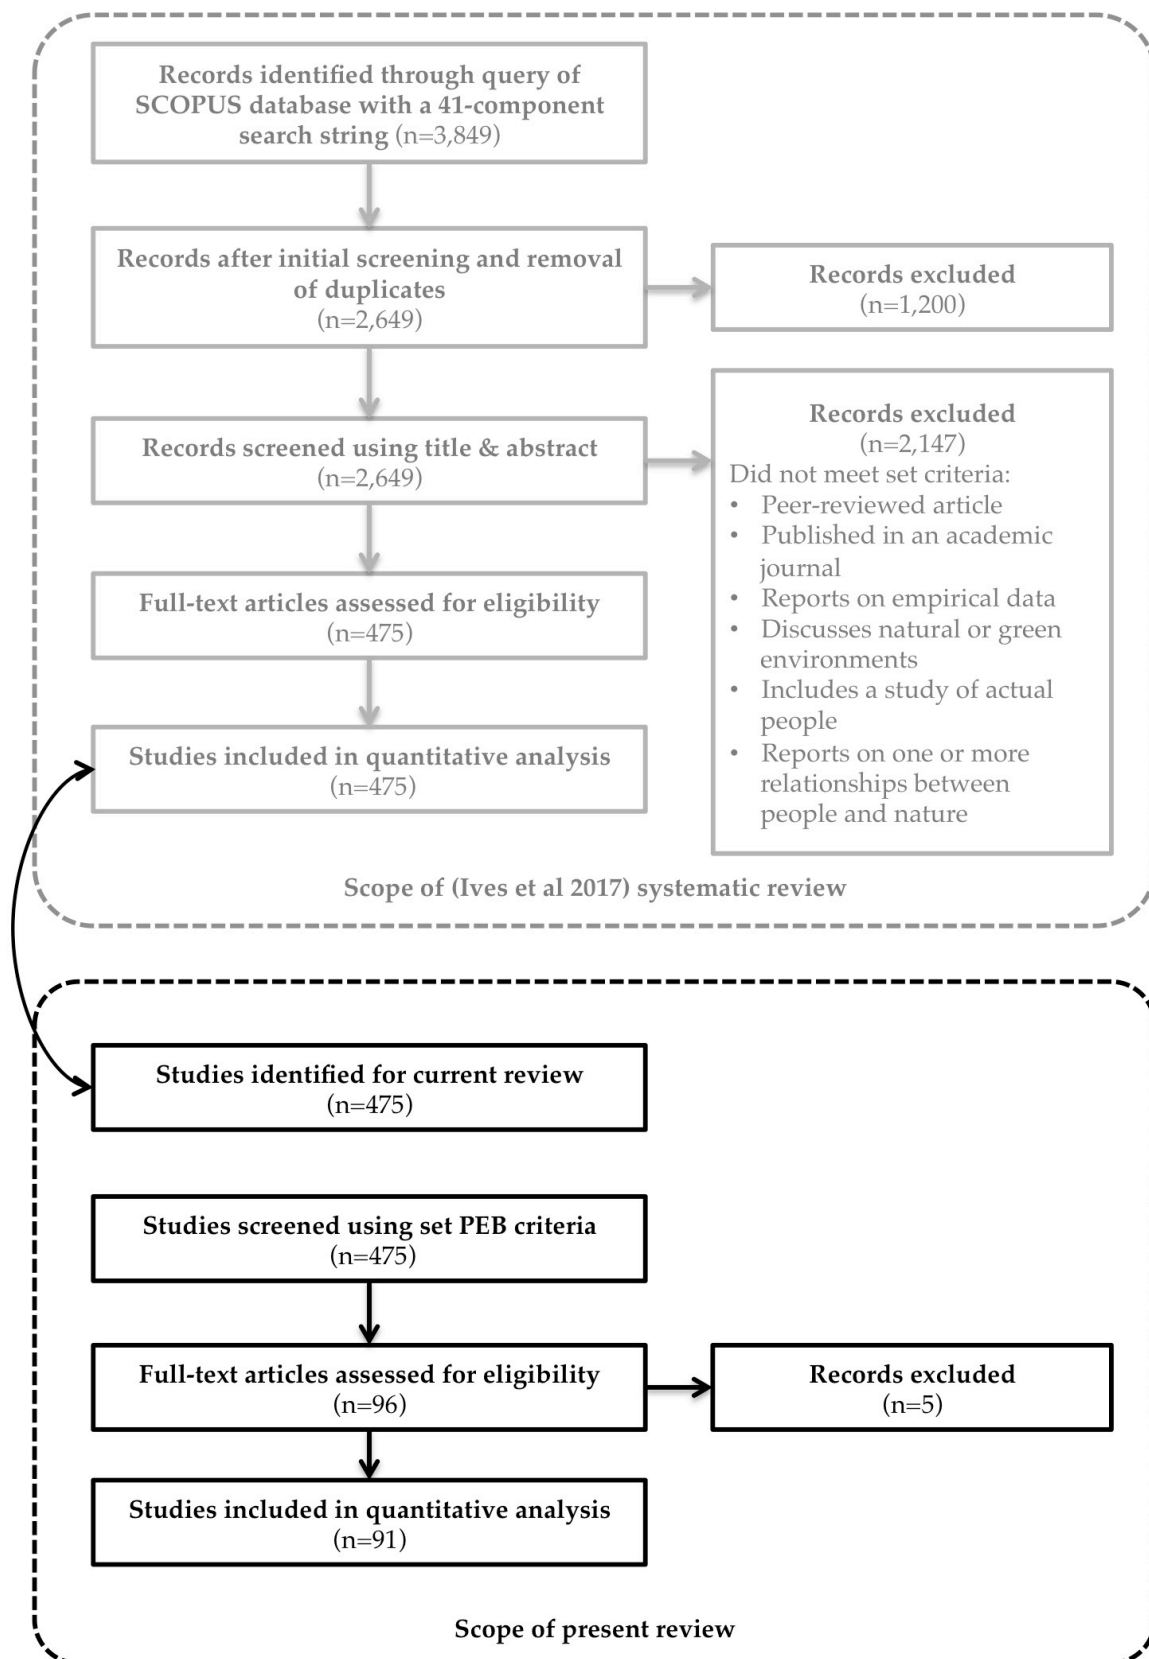 Records identified through query of
SCOPUS database with a 41-component
search string (n=3,849)
Records after initial screening and removal
of duplicates
(n=2,649)
Records excluded
(n=1,200)
Records screened using title & abstract
(n=2,649)
Records excluded
(n=2,147)
Did not meet set criteria:
• Peer-reviewed article
• Published in an academic
journal
• Reports on empirical data
• Discusses natural or green
environments
• Includes a study of actual
people
• Reports on one or more
relationships between
people and nature
Full-text articles assessed for eligibility
(n=475)
Studies included in quantitative analysis
(n=475)
Scope of (Ives et al 2017) systematic review
Studies identified for current review
(n=475)
Studies screened using set PEB criteria
(n=475)
Full-text articles assessed for eligibility
(n=96)
Records excluded
(n=5)
Studies included in quantitative analysis
(n=91)
Scope of present review